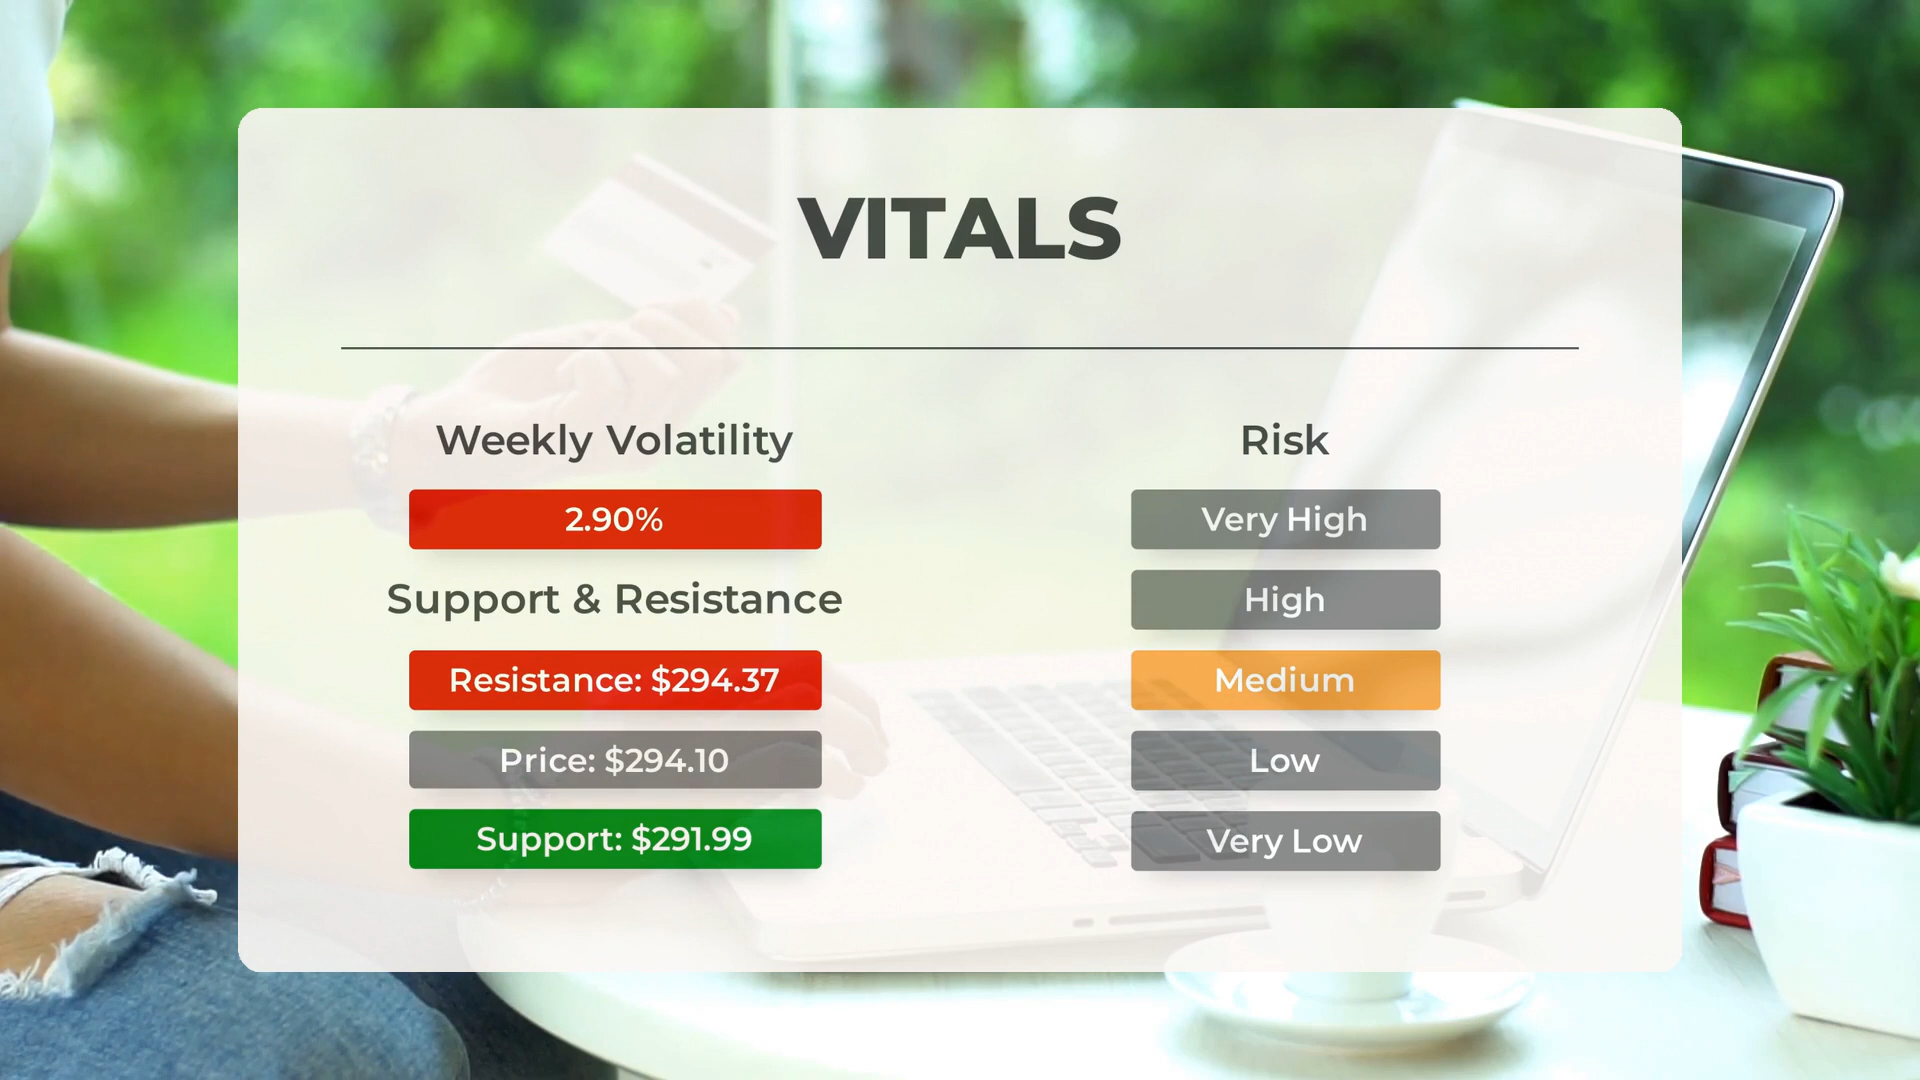 VITALS
Weekly Volatility
2.90%
Support & Resistance
Resistance: $294.37
Price: $294.10
Support: $291.99
Risk
Very High
High
Medium
Low
Very Low